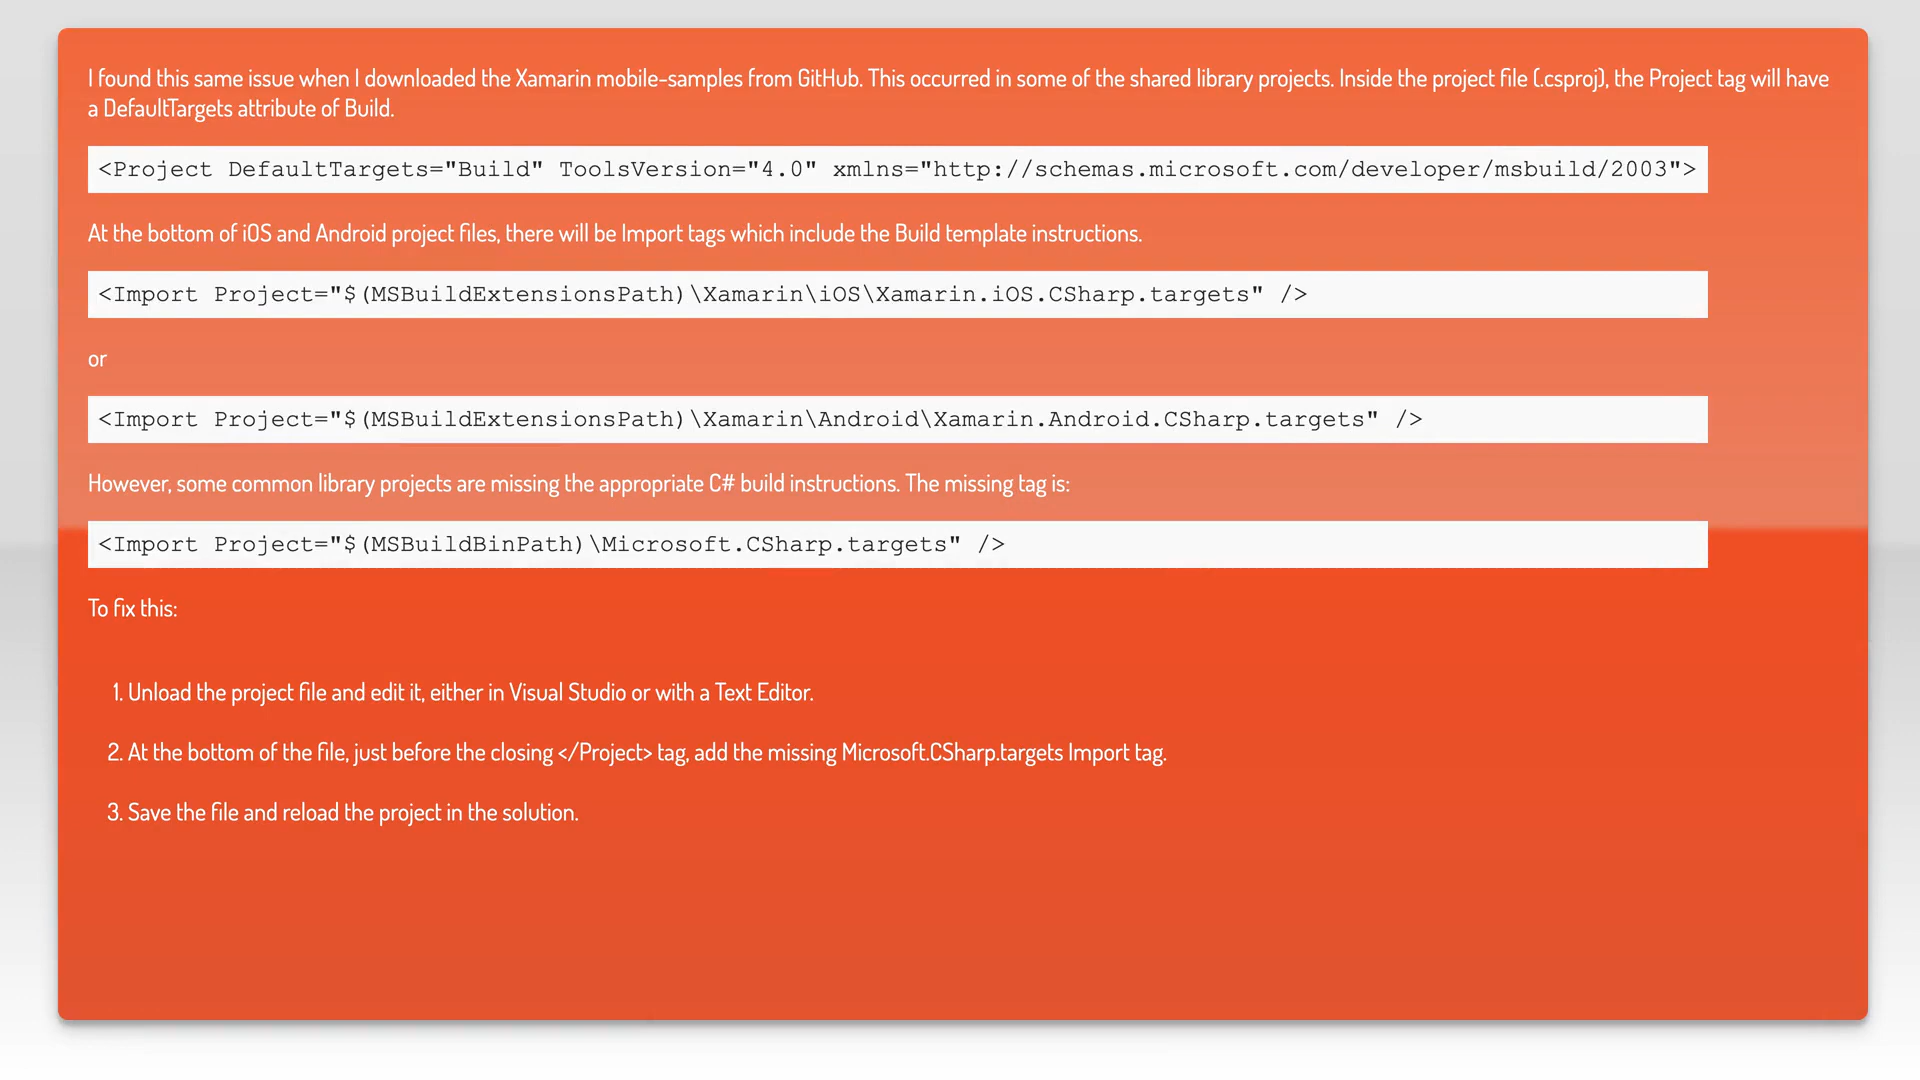 I found this same issue when I downloaded the Xamarin mobile-samples from GitHub. This occurred in some of the shared library projects. Inside the project file (.csproj), the Project tag will have
a DefaultTargets attribute of Build.
<Project DefaultTargets="Build" ToolsVersion="4.0" xmlns="http://schemas.microsoft.com/developer/msbuild/2003">
At the bottom of iOS and Android project files, there will be Import tags which include the Build template instructions.
<Import Project="$(MSBuildExtensionsPath)\Xamarin\iOS\Xamarin.iOS.CSharp.targets" />
or
<Import Project="$(MSBuildExtensionsPath)\Xamarin\Android\Xamarin.Android.CSharp.targets" />
However, some common library projects are missing the appropriate C# build instructions. The missing tag is:
<Import Project="$(MSBuildBinPath)\Microsoft.CSharp.targets" />
To fix this:
1. Unload the project file and edit it, either in Visual Studio or with a Text Editor.
2. At the bottom of the file, just before the closing </Project> tag, add the missing Microsoft.CSharp.targets Import tag.
3. Save the file and reload the project in the solution.